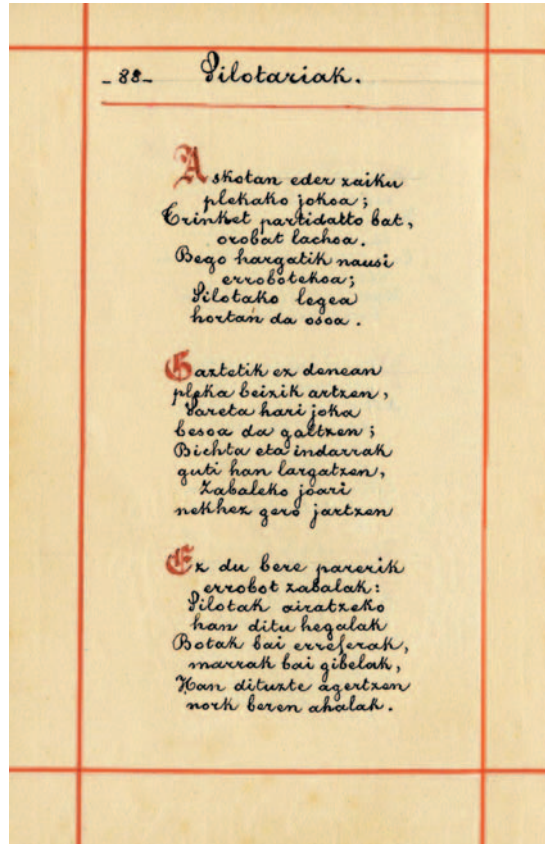 -88- Pilotariak.
Askotan eder zaiku
plekako jokoa;
Trinket partidatto bat,
orobat lachoa.
Bego hargatik nausi
errobotekoa;
Pilotako legea
hortan da osoa.
Gaztetik ez denean
pleka beizik artzen,
Pareta hari joka
besoa da galtzen;
Bichta eta indarrak
guti han largatzen,
Zabaleko joari
nekhez gero jartzen
Ez du bere parerik
errobot zabalak:
Pilotak airatzeko
han ditu hegalak
Botak bai erreferak,
marrak bai gibelak,
Han dituzte agertzen
nork beren ahalak.